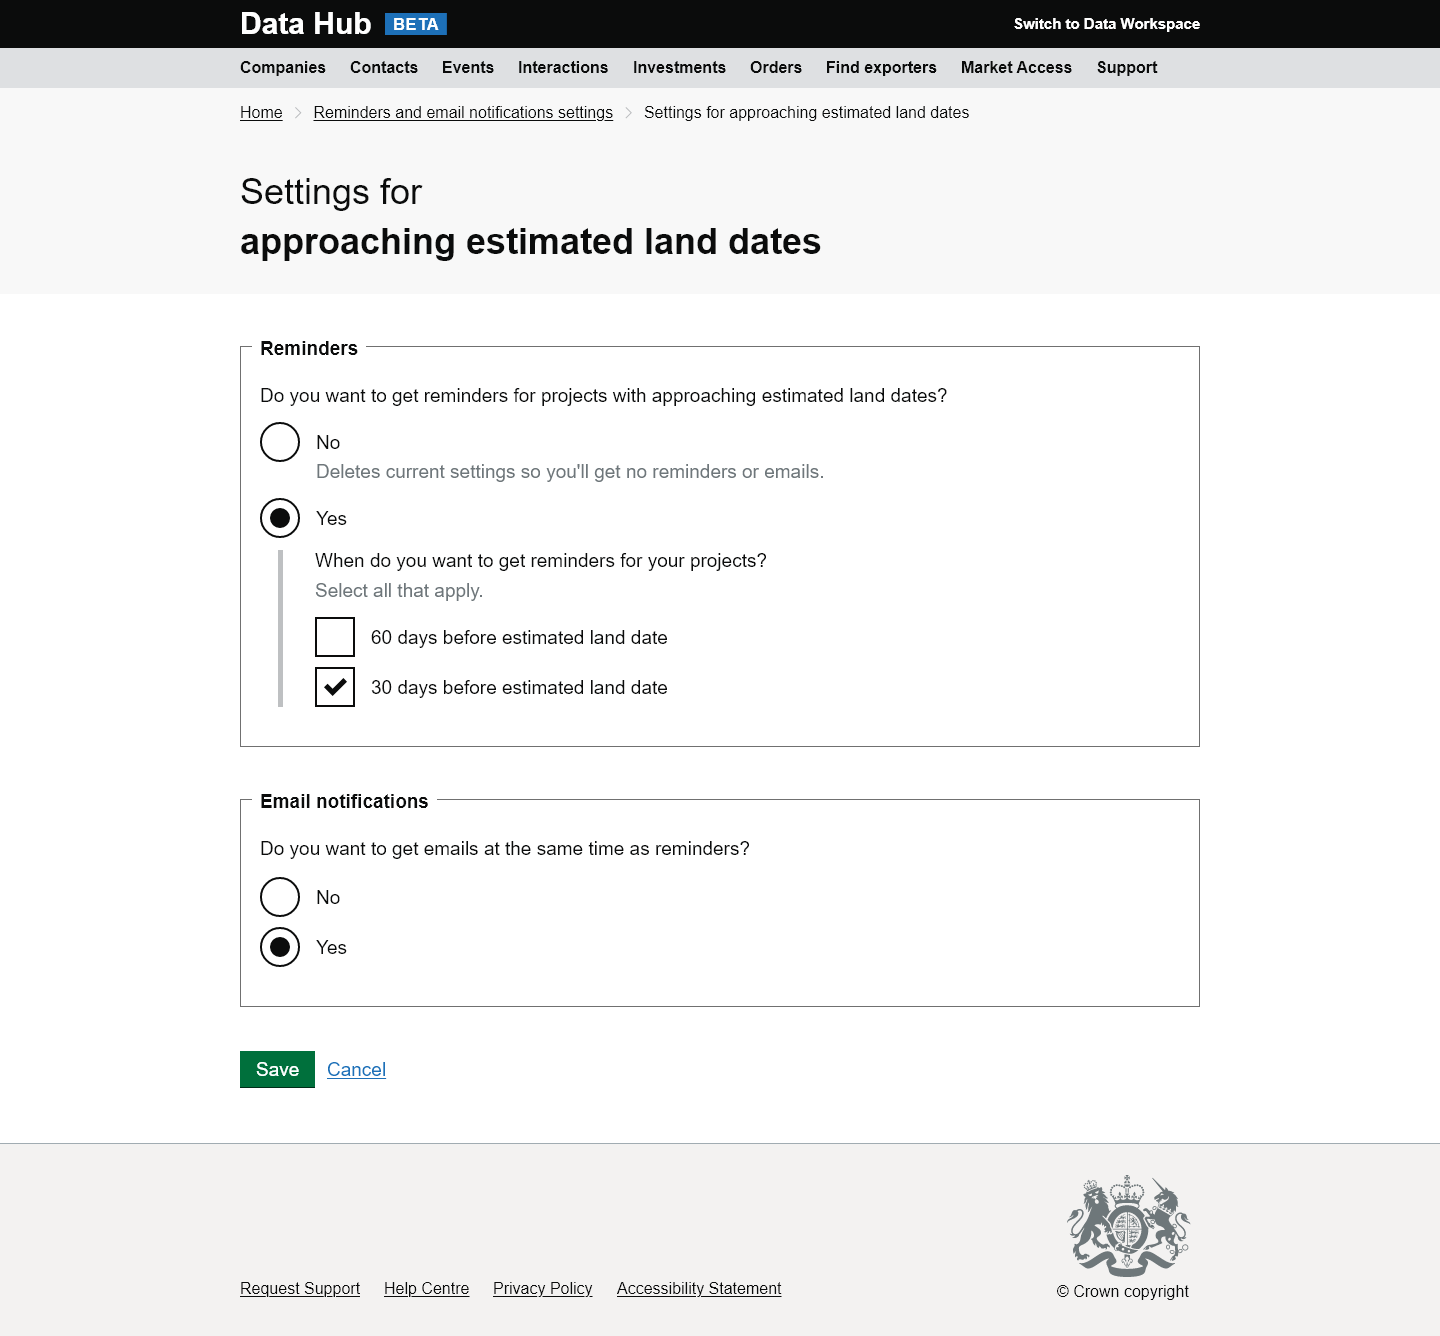 Data Hub BETA
Switch to Data Workspace
Companies Contacts Events Interactions Investments Orders Find exporters Market Access Support
Home Reminders and email notifications settings Settings for approaching estimated land dates
Settings for
approaching estimated land dates
Reminders
Do you want to get reminders for projects with approaching estimated land dates?
No
Deletes current settings so you'll get no reminders or emails.
Yes
When do you want to get reminders for your projects?
Select all that apply.
60 days before estimated land date
30 days before estimated land date
Email notifications
Do you want to get emails at the same time as reminders?
No
Yes
Save Cancel
Request Support Help Centre Privacy Policy Accessibility Statement
© Crown copyright